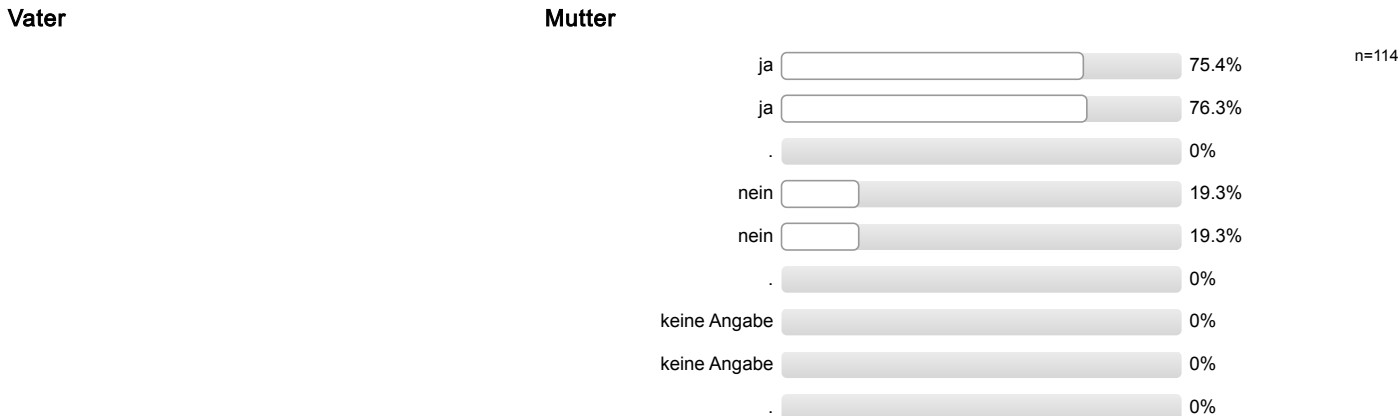 Vater Mutter
n=114
ja 75.4%
ja 76.3%
. 0%
nein 19.3%
nein 19.3%
. 0%
keine Angabe 0%
keine Angabe 0%
. 0%